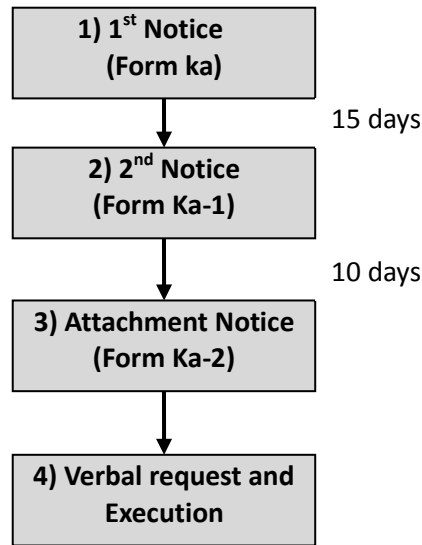 1) 1st Notice
(Form ka)
15 days
2) 2nd Notice
(Form Ka-1)
10 days
3) Attachment Notice
(Form Ka-2)
4) Verbal request and
Execution